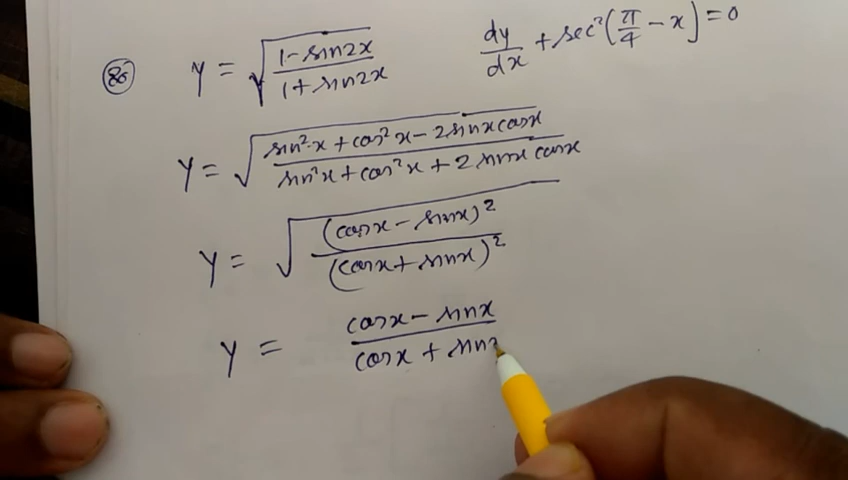 (86) y = √((1 - sin2x)/(1 + sin2x)) dy/dx + sec²(π/4 - x) = 0
y = √((sin²x + cos²x - 2sinxcosx)/(sin²x + cos²x + 2sinxcosx))
y = √((cosx - sinx)²/(cosx + sinx)²)
y = (cosx - sinx)/(cosx + sinx)